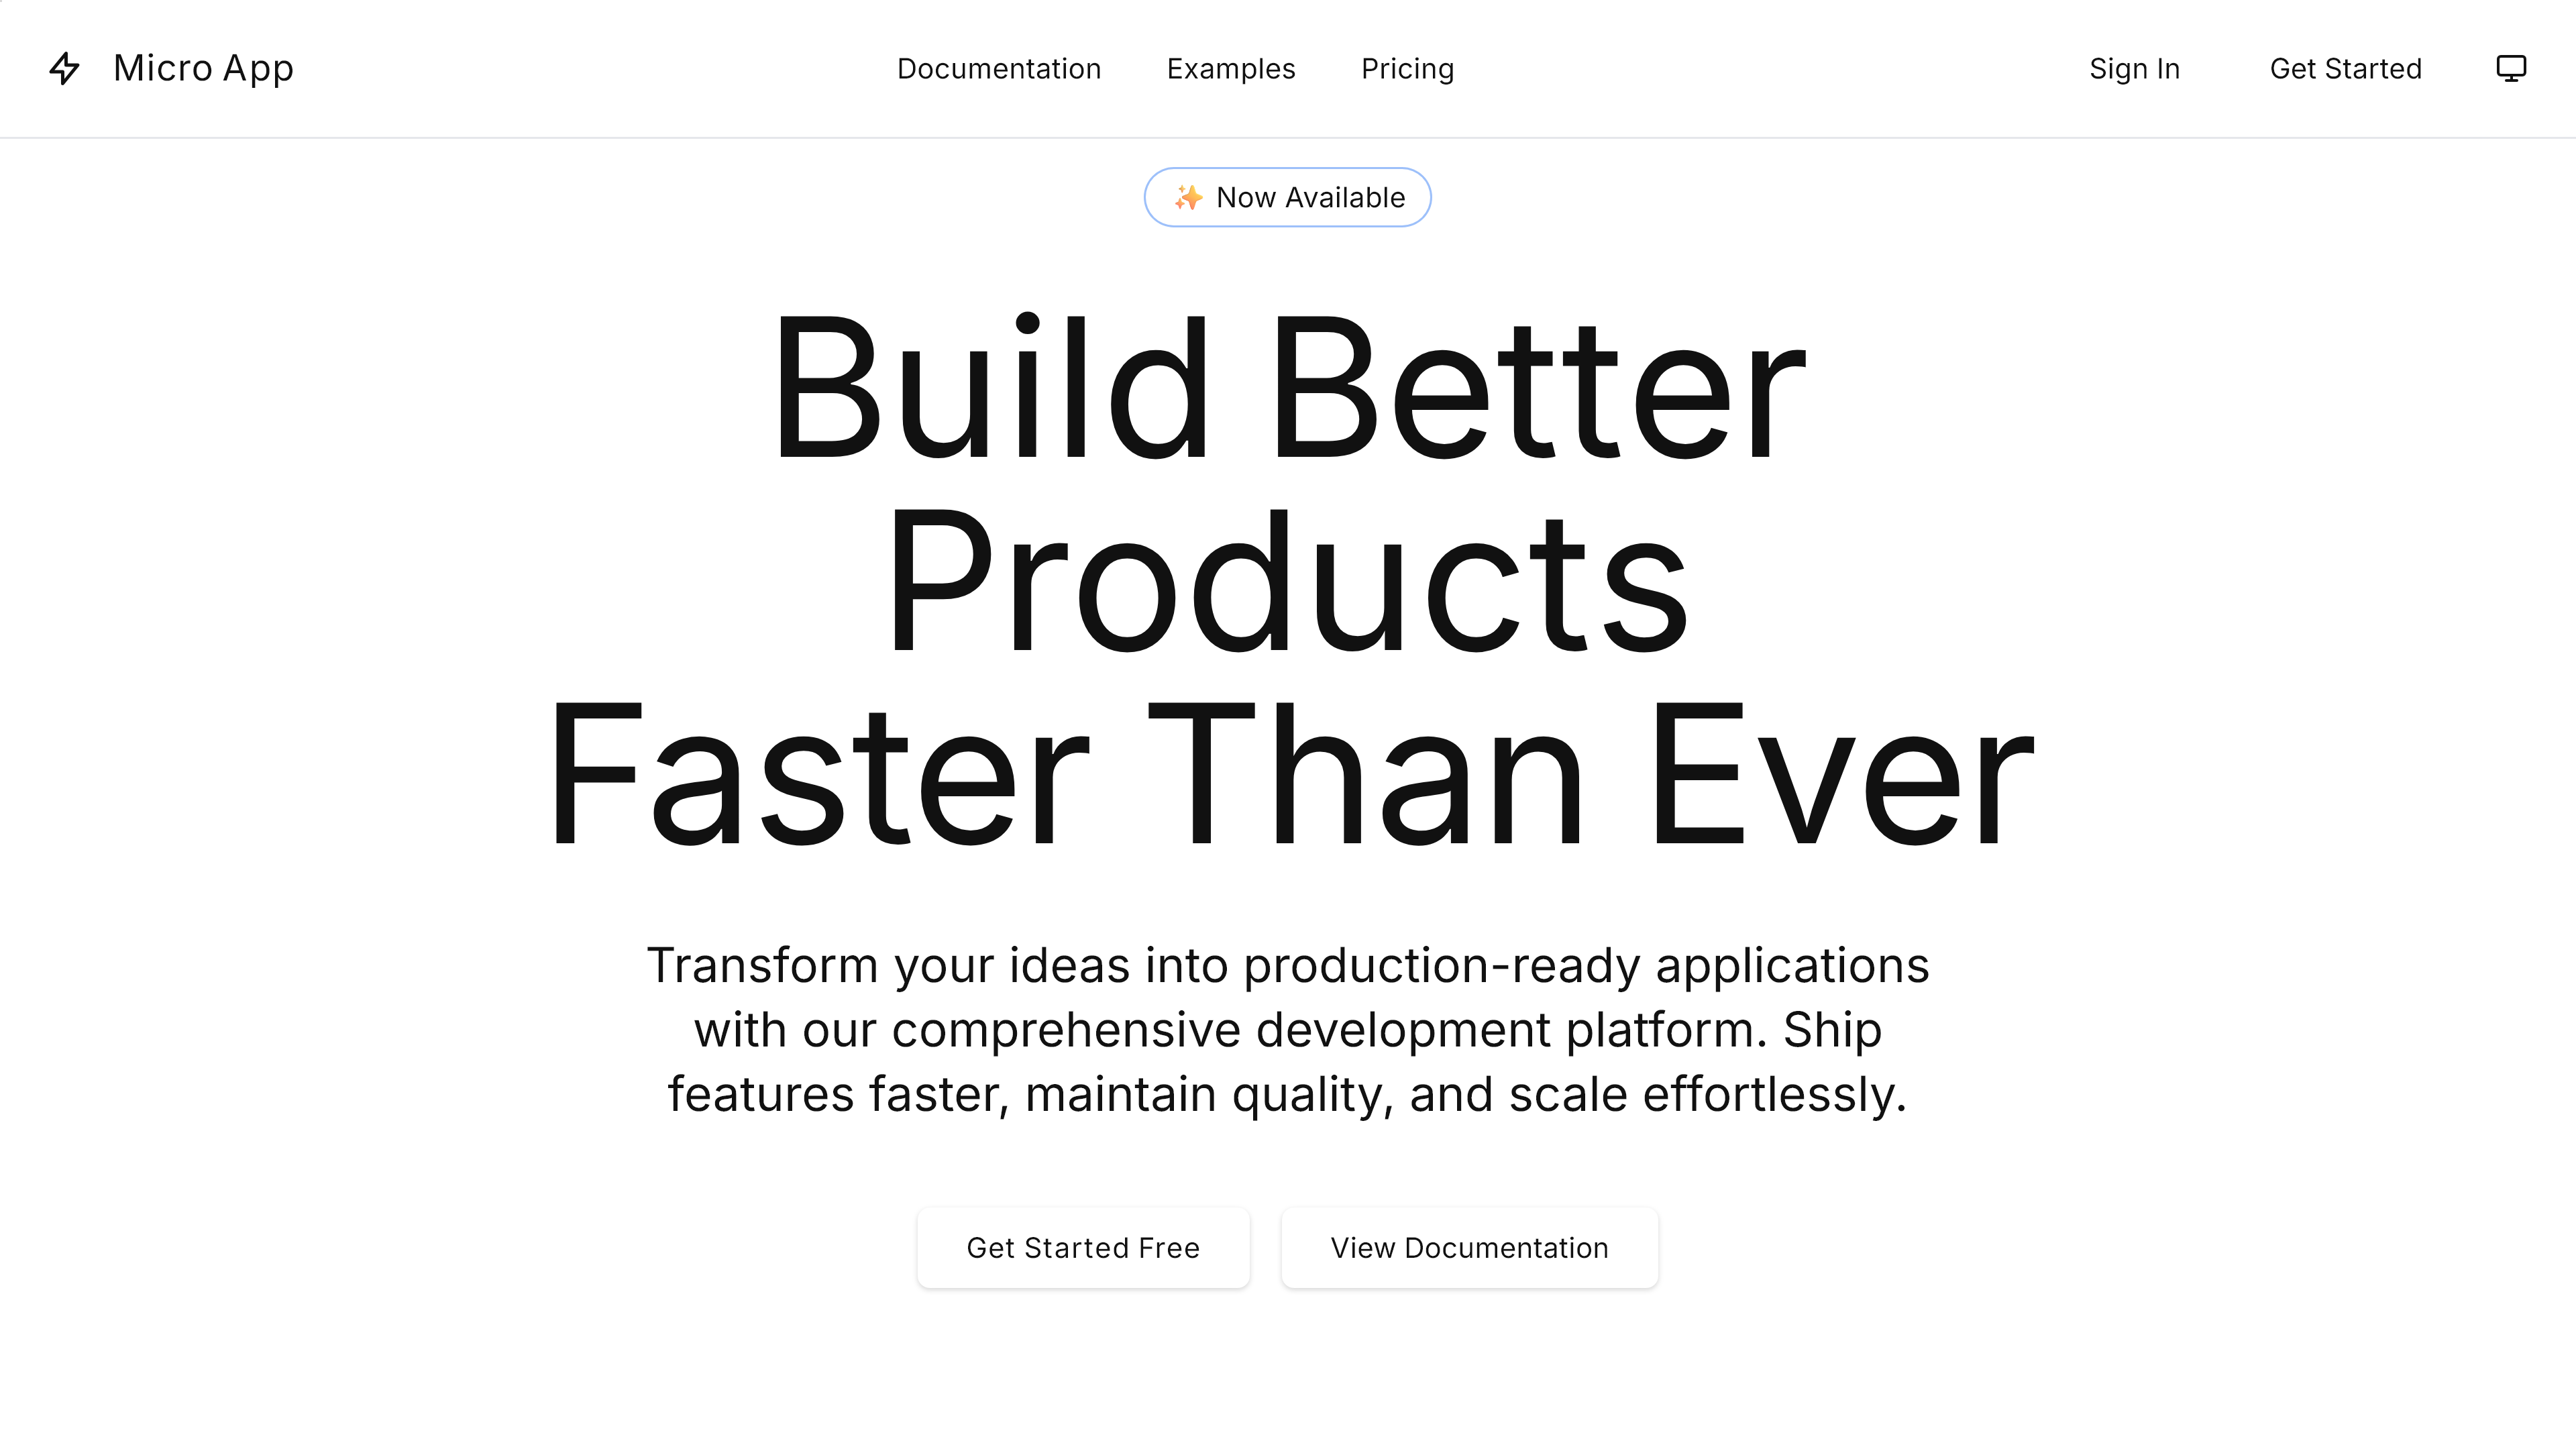 Micro App
Documentation
Examples
Pricing
Sign In
Get Started
✨ Now Available
Build Better
Products
Faster Than Ever
Transform your ideas into production-ready applications
with our comprehensive development platform. Ship
features faster, maintain quality, and scale effortlessly.
Get Started Free
View Documentation